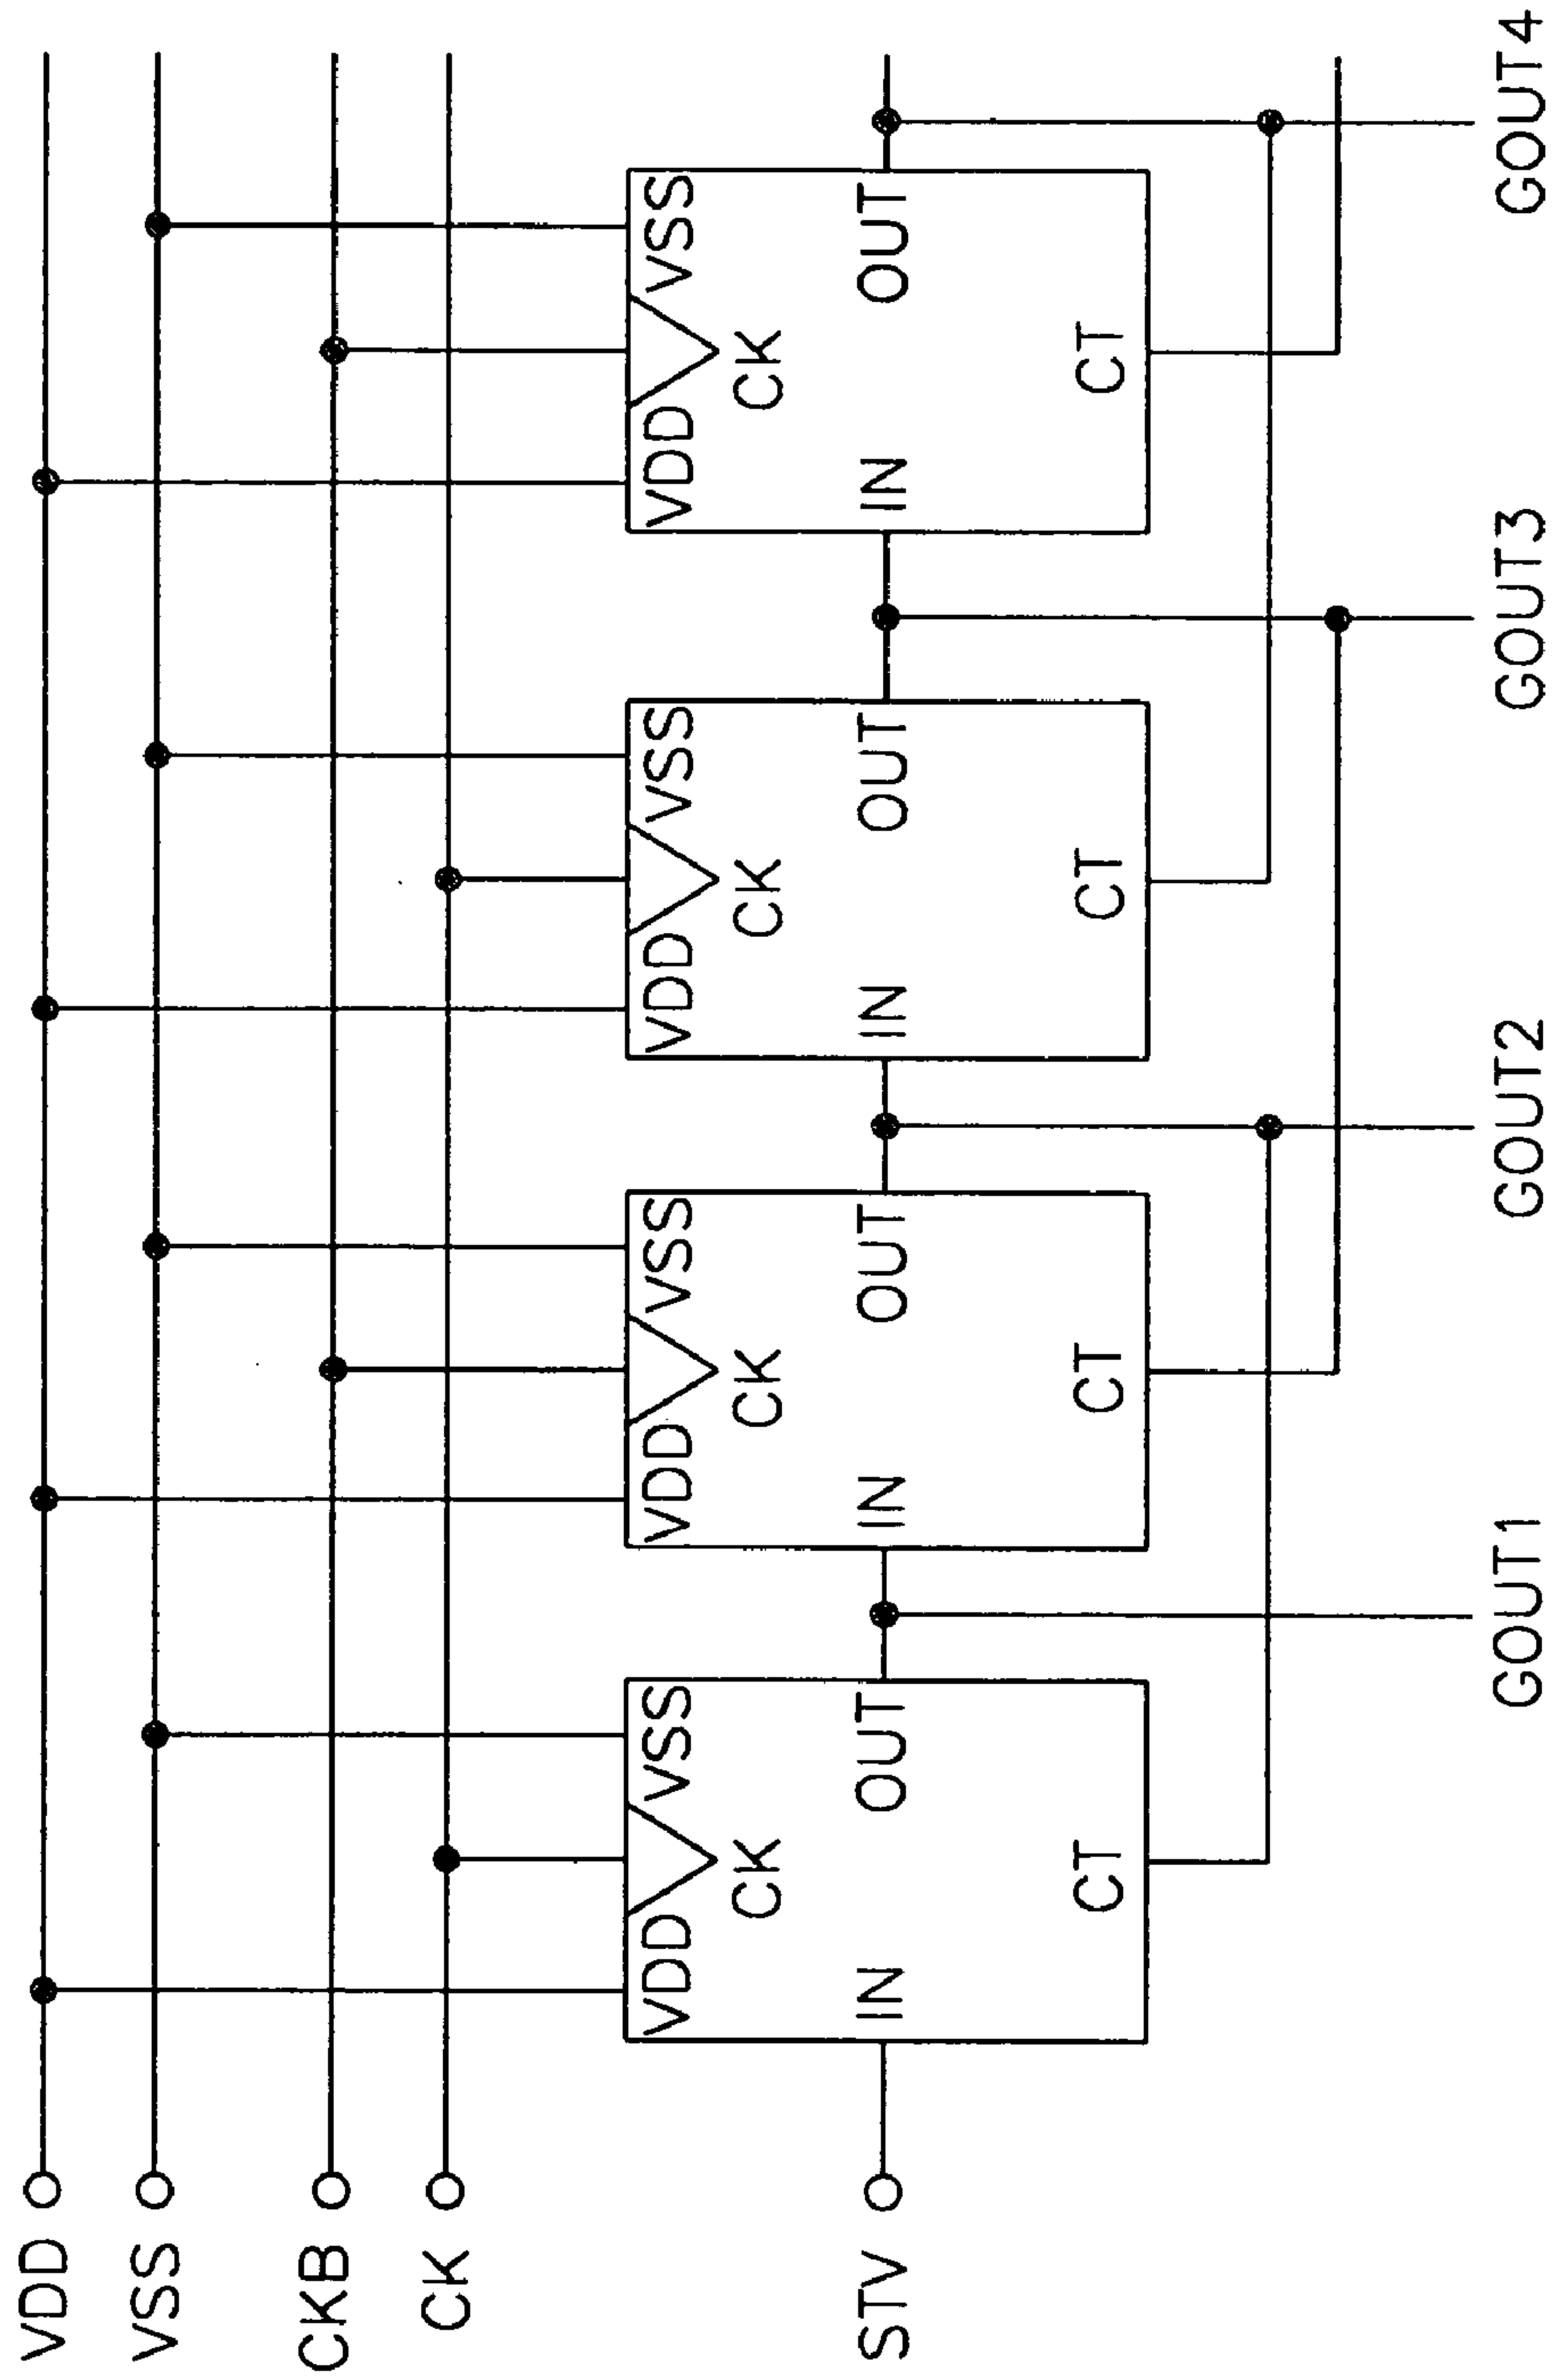 VDD
VSS
CKB
CK
STV
VDD
VSS
CK
IN
OUT
CT
VDD
VSS
CK
IN
OUT
CT
VDD
VSS
CK
IN
OUT
CT
VDD
VSS
CK
IN
OUT
CT
GOUT1
GOUT2
GOUT3
GOUT4